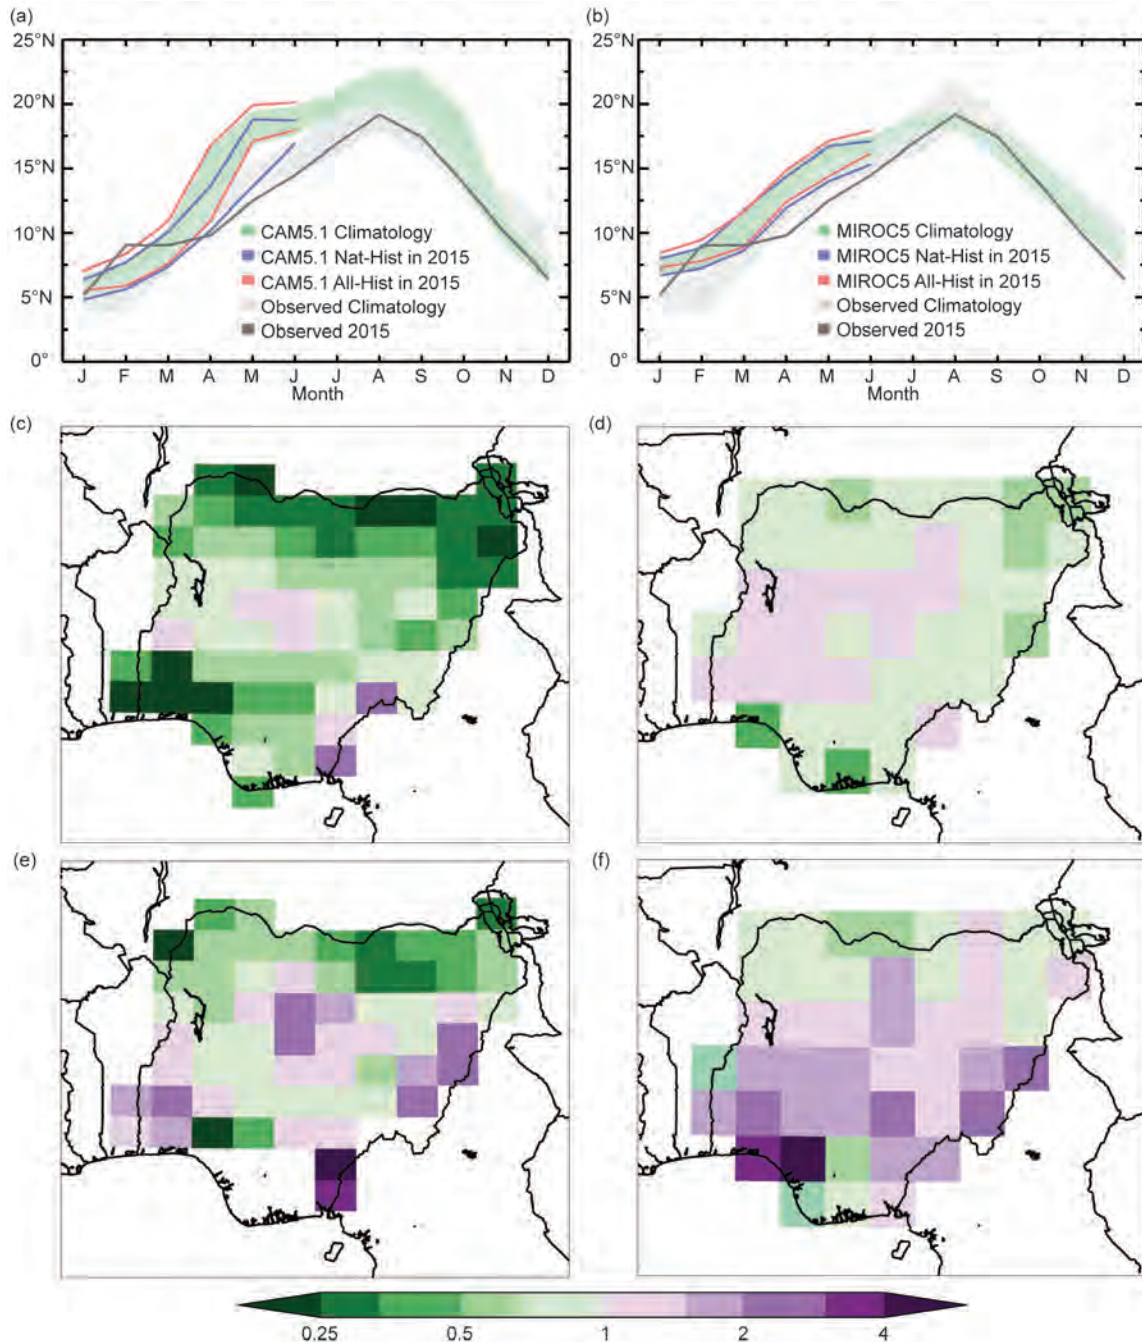 (a)
(b)
25°N
20°N
15°N
10°N
5°N
0°
CAM5.1 Climatology
CAM5.1 Nat-Hist in 2015
CAM5.1 All-Hist in 2015
Observed Climatology
Observed 2015
J F M A M J J A S O N D
Month
25°N
20°N
15°N
10°N
5°N
0°
MIROC5 Climatology
MIROC5 Nat-Hist in 2015
MIROC5 All-Hist in 2015
Observed Climatology
Observed 2015
J F M A M J J A S O N D
Month
(c)
(d)
(e)
(f)
0.25 0.5 1 2 4